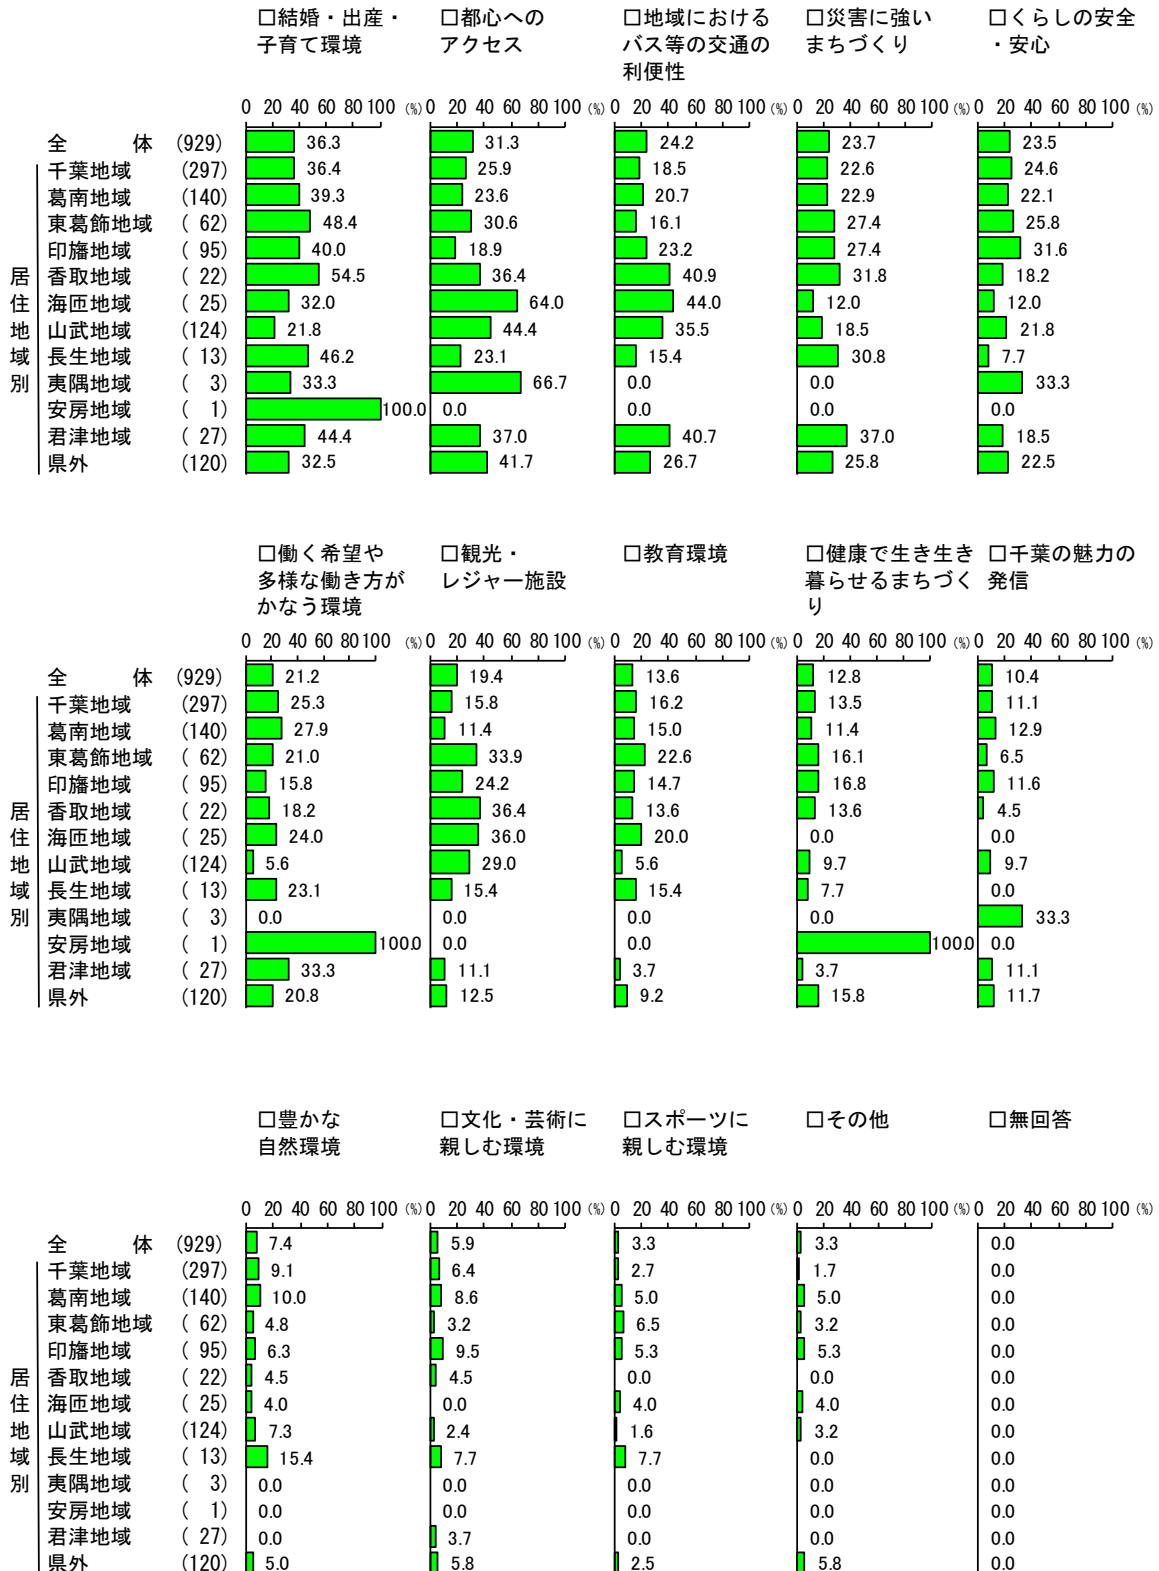 □結婚・出産・ □都心への □地域における □災害に強い □くらしの安全
子育て環境 アクセス バス等の交通の まちづくり ・安心
利便性
0 20 40 60 80 100 (%) 0 20 40 60 80 100 (%) 0 20 40 60 80 100 (%) 0 20 40 60 80 100 (%) 0 20 40 60 80 100 (%)
全 体 (929) 36.3 31.3 24.2 23.7 23.5
千葉地域 (297) 36.4 25.9 18.5 22.6 24.6
葛南地域 (140) 39.3 23.6 20.7 22.9 22.1
東葛飾地域 ( 62) 48.4 30.6 16.1 27.4 25.8
印旛地域 ( 95) 40.0 18.9 23.2 27.4 31.6
居 香取地域 ( 22) 54.5 36.4 40.9 31.8 18.2
住 海匝地域 ( 25) 32.0 64.0 44.0 12.0 12.0
地 山武地域 (124) 21.8 44.4 35.5 18.5 21.8
域 長生地域 ( 13) 46.2 23.1 15.4 30.8 7.7
別 夷隅地域 ( 3) 33.3 66.7 0.0 0.0 33.3
安房地域 ( 1) 100.0 0.0 0.0 0.0 0.0
君津地域 ( 27) 44.4 37.0 40.7 37.0 18.5
県外 (120) 32.5 41.7 26.7 25.8 22.5
□働く希望や □観光・ □教育環境 □健康で生き生き □千葉の魅力の
多様な働き方が レジャー施設 暮らせるまちづく 発信
かなう環境 り
0 20 40 60 80 100 (%) 0 20 40 60 80 100 (%) 0 20 40 60 80 100 (%) 0 20 40 60 80 100 (%) 0 20 40 60 80 100 (%)
全 体 (929) 21.2 19.4 13.6 12.8 10.4
千葉地域 (297) 25.3 15.8 16.2 13.5 11.1
葛南地域 (140) 27.9 11.4 15.0 11.4 12.9
東葛飾地域 ( 62) 21.0 33.9 22.6 16.1 6.5
印旛地域 ( 95) 15.8 24.2 14.7 16.8 11.6
居 香取地域 ( 22) 18.2 36.4 13.6 13.6 4.5
住 海匝地域 ( 25) 24.0 36.0 20.0 0.0 0.0
地 山武地域 (124) 5.6 29.0 5.6 9.7 9.7
域 長生地域 ( 13) 23.1 15.4 15.4 7.7 0.0
別 夷隅地域 ( 3) 0.0 0.0 0.0 0.0 33.3
安房地域 ( 1) 100.0 0.0 0.0 100.0 0.0
君津地域 ( 27) 33.3 11.1 3.7 3.7 11.1
県外 (120) 20.8 12.5 9.2 15.8 11.7
□豊かな □文化・芸術に □スポーツに □その他 □無回答
自然環境 親しむ環境 親しむ環境
0 20 40 60 80 100 (%) 0 20 40 60 80 100 (%) 0 20 40 60 80 100 (%) 0 20 40 60 80 100 (%) 0 20 40 60 80 100 (%)
全 体 (929) 7.4 5.9 3.3 3.3 0.0
千葉地域 (297) 9.1 6.4 2.7 1.7 0.0
葛南地域 (140) 10.0 8.6 5.0 5.0 0.0
東葛飾地域 ( 62) 4.8 3.2 6.5 3.2 0.0
印旛地域 ( 95) 6.3 9.5 5.3 5.3 0.0
居 香取地域 ( 22) 4.5 4.5 0.0 0.0 0.0
住 海匝地域 ( 25) 4.0 0.0 4.0 4.0 0.0
地 山武地域 (124) 7.3 2.4 1.6 3.2 0.0
域 長生地域 ( 13) 15.4 7.7 7.7 0.0 0.0
別 夷隅地域 ( 3) 0.0 0.0 0.0 0.0 0.0
安房地域 ( 1) 0.0 0.0 0.0 0.0 0.0
君津地域 ( 27) 0.0 3.7 0.0 0.0 0.0
県外 (120) 5.0 5.8 2.5 5.8 0.0